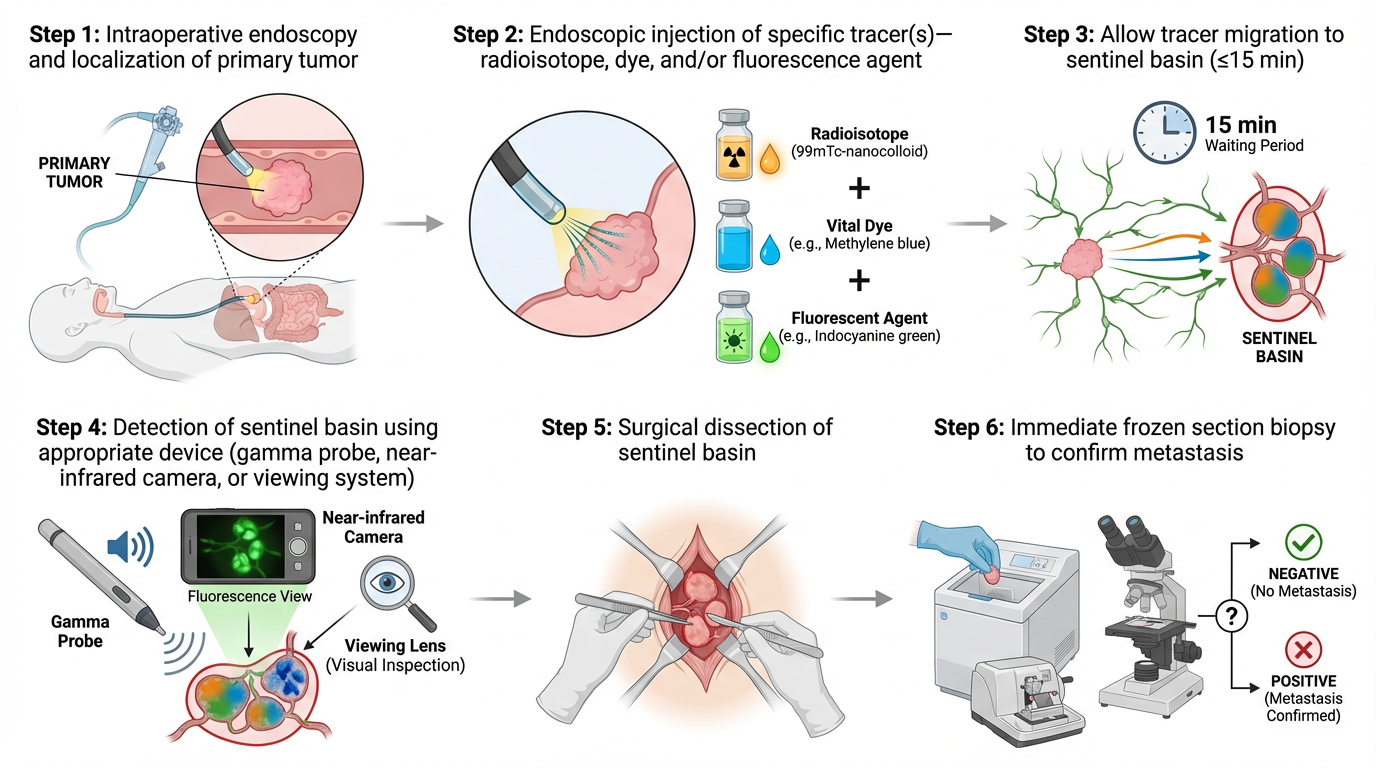 Step 1: Intraoperative endoscopy
and localization of primary tumor
PRIMARY
TUMOR
Step 2: Endoscopic injection of specific tracer(s)—
radioisotope, dye, and/or fluorescence agent
Radioisotope
(99mTc-nanocolloid)
+
Vital Dye
(e.g., Methylene blue)
+
Fluorescent Agent
(e.g., Indocyanine green)
Step 3: Allow tracer migration to
sentinel basin (≤15 min)
15 min
Waiting Period
SENTINEL
BASIN
Step 4: Detection of sentinel basin using
appropriate device (gamma probe, near-
infrared camera, or viewing system)
Near-infrared
Camera
Fluorescence View
Gamma
Probe
Viewing Lens
(Visual Inspection)
Step 5: Surgical dissection of
sentinel basin
Step 6: Immediate frozen section biopsy
to confirm metastasis
?
NEGATIVE
(No Metastasis)
POSITIVE
(Metastasis
Confirmed)